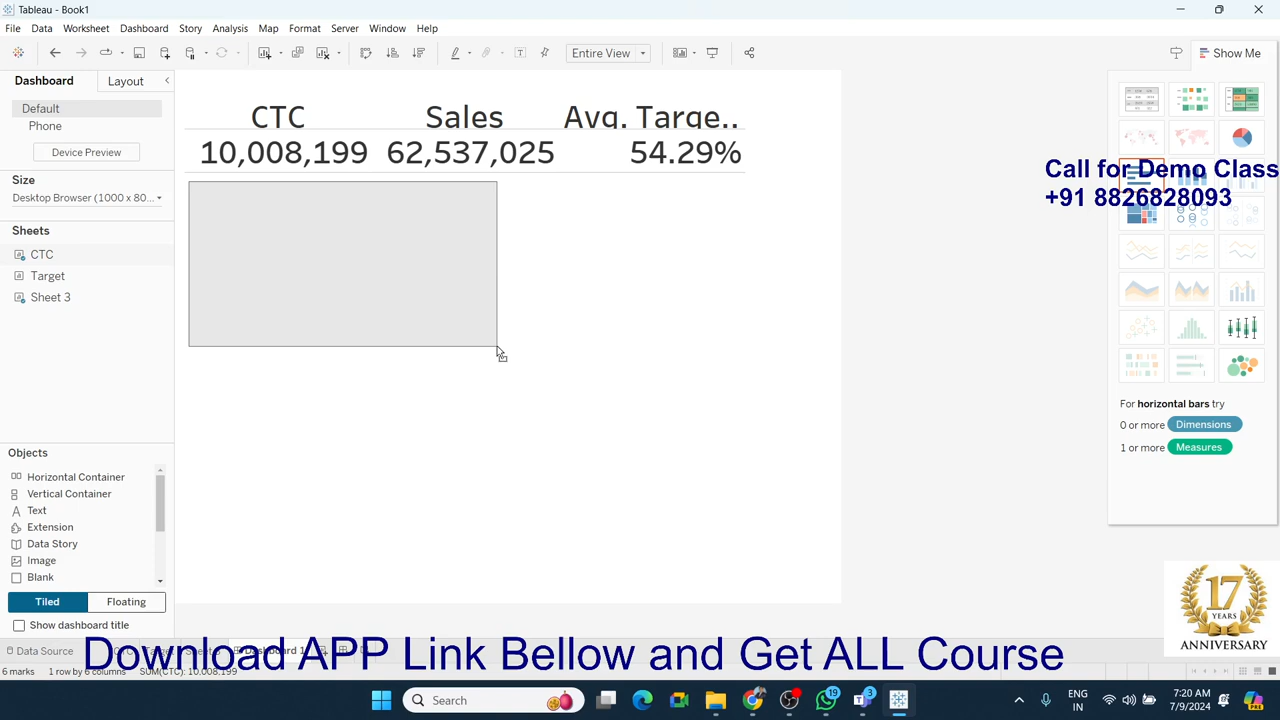 Tableau - Book1
File Data Worksheet Dashboard Story Analysis Map Format Server Window Help
Entire View
Show Me
Dashboard Layout
Default
Phone
Device Preview
Size
Desktop Browser (1000 x 80...
Sheets
CTC
Target
Sheet 3
CTC Sales Avg. Targe..
10,008,199 62,537,025 54.29%
Call for Demo Class
+91 8826828093
For horizontal bars try
0 or more Dimensions
1 or more Measures
Objects
Horizontal Container
Vertical Container
Text
Extension
Data Story
Image
Blank
Tiled Floating
Show dashboard title
17
YEARS
ANNIVERSARY
Data Source
Dashboard 1
Download APP Link Bellow and Get ALL Course
6 marks 1 row by 6 columns SUM(CTC): 10,008,199
Search
19
3
ENG
IN
7:20 AM
7/9/2024